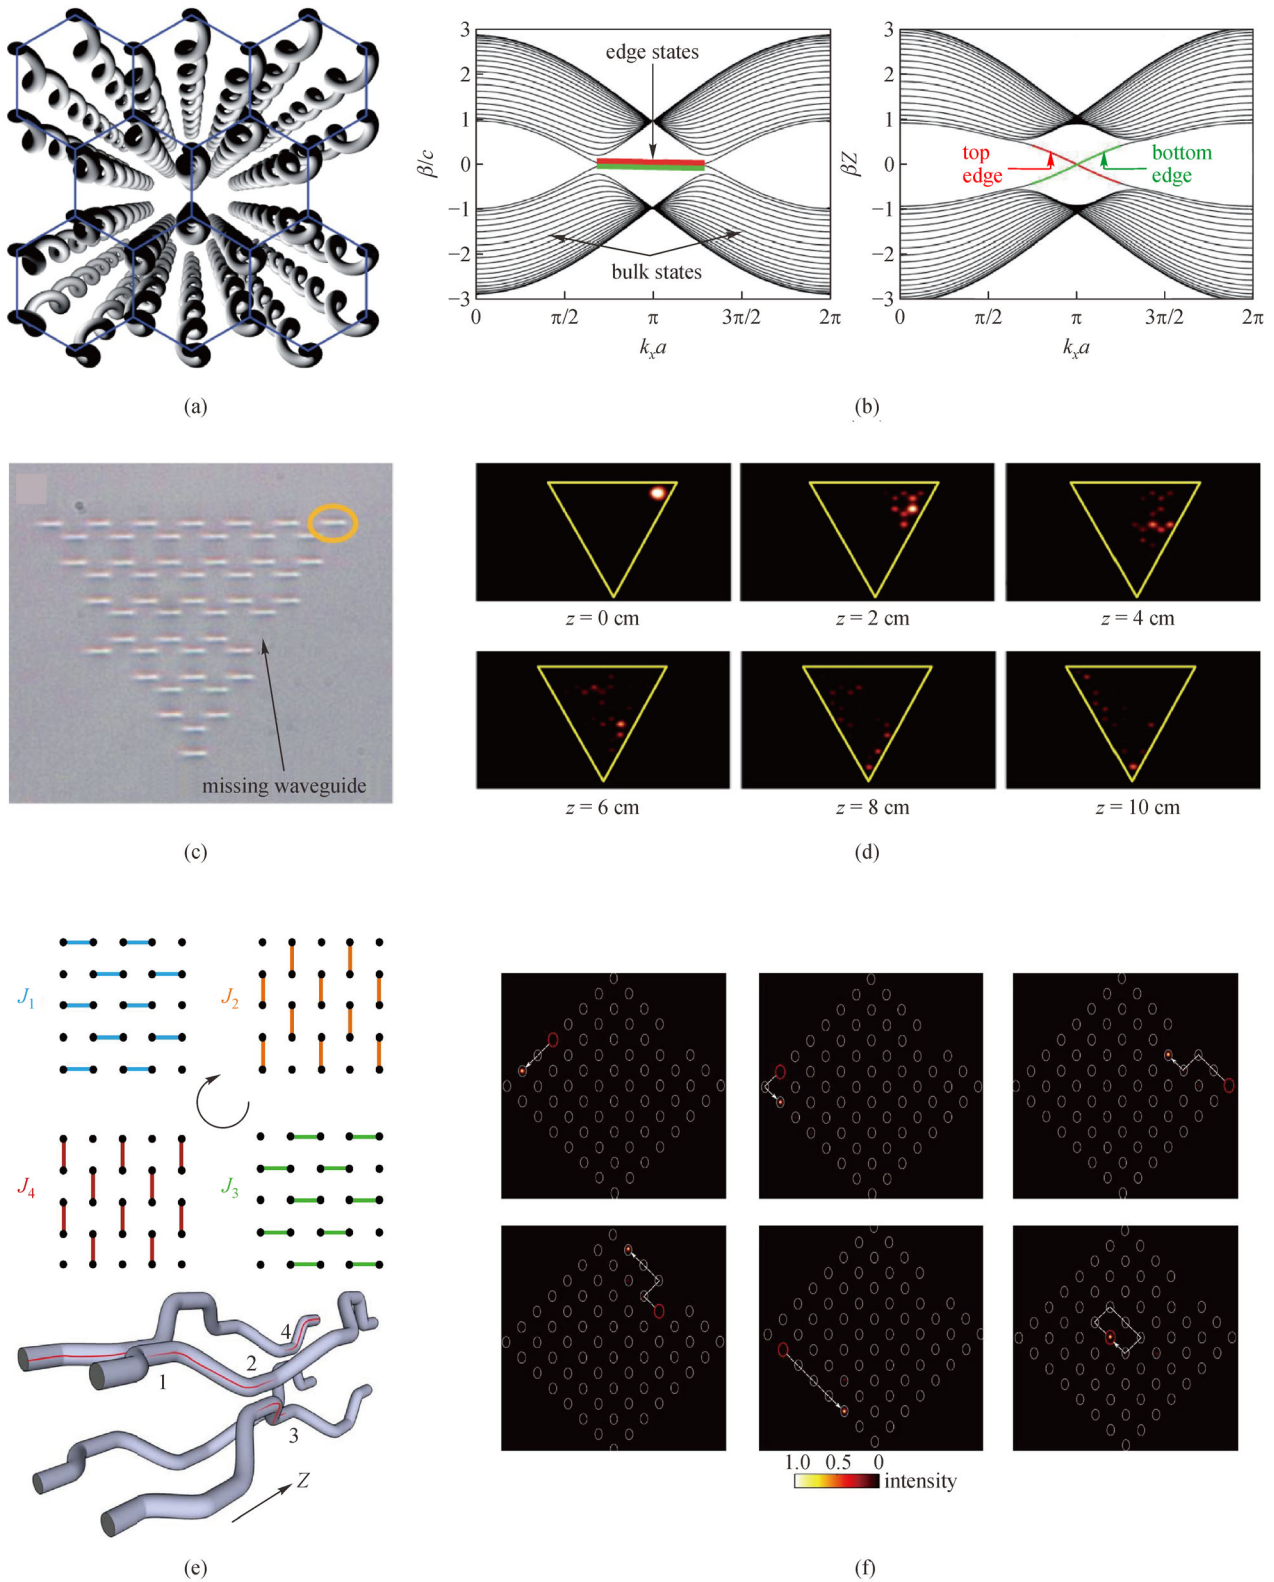 (a)
edge states
bulk states
β/c
3
2
1
0
−1
−2
−3
0
π/2
π
3π/2
2π
kₓa
top
edge
bottom
edge
βZ
3
2
1
0
−1
−2
−3
0
π/2
π
3π/2
2π
kₓa
(b)
missing waveguide
(c)
z = 0 cm
z = 2 cm
z = 4 cm
z = 6 cm
z = 8 cm
z = 10 cm
(d)
J₁
J₂
J₄
J₃
1
2
3
4
Z
(e)
1.0 0.5 0
intensity
(f)